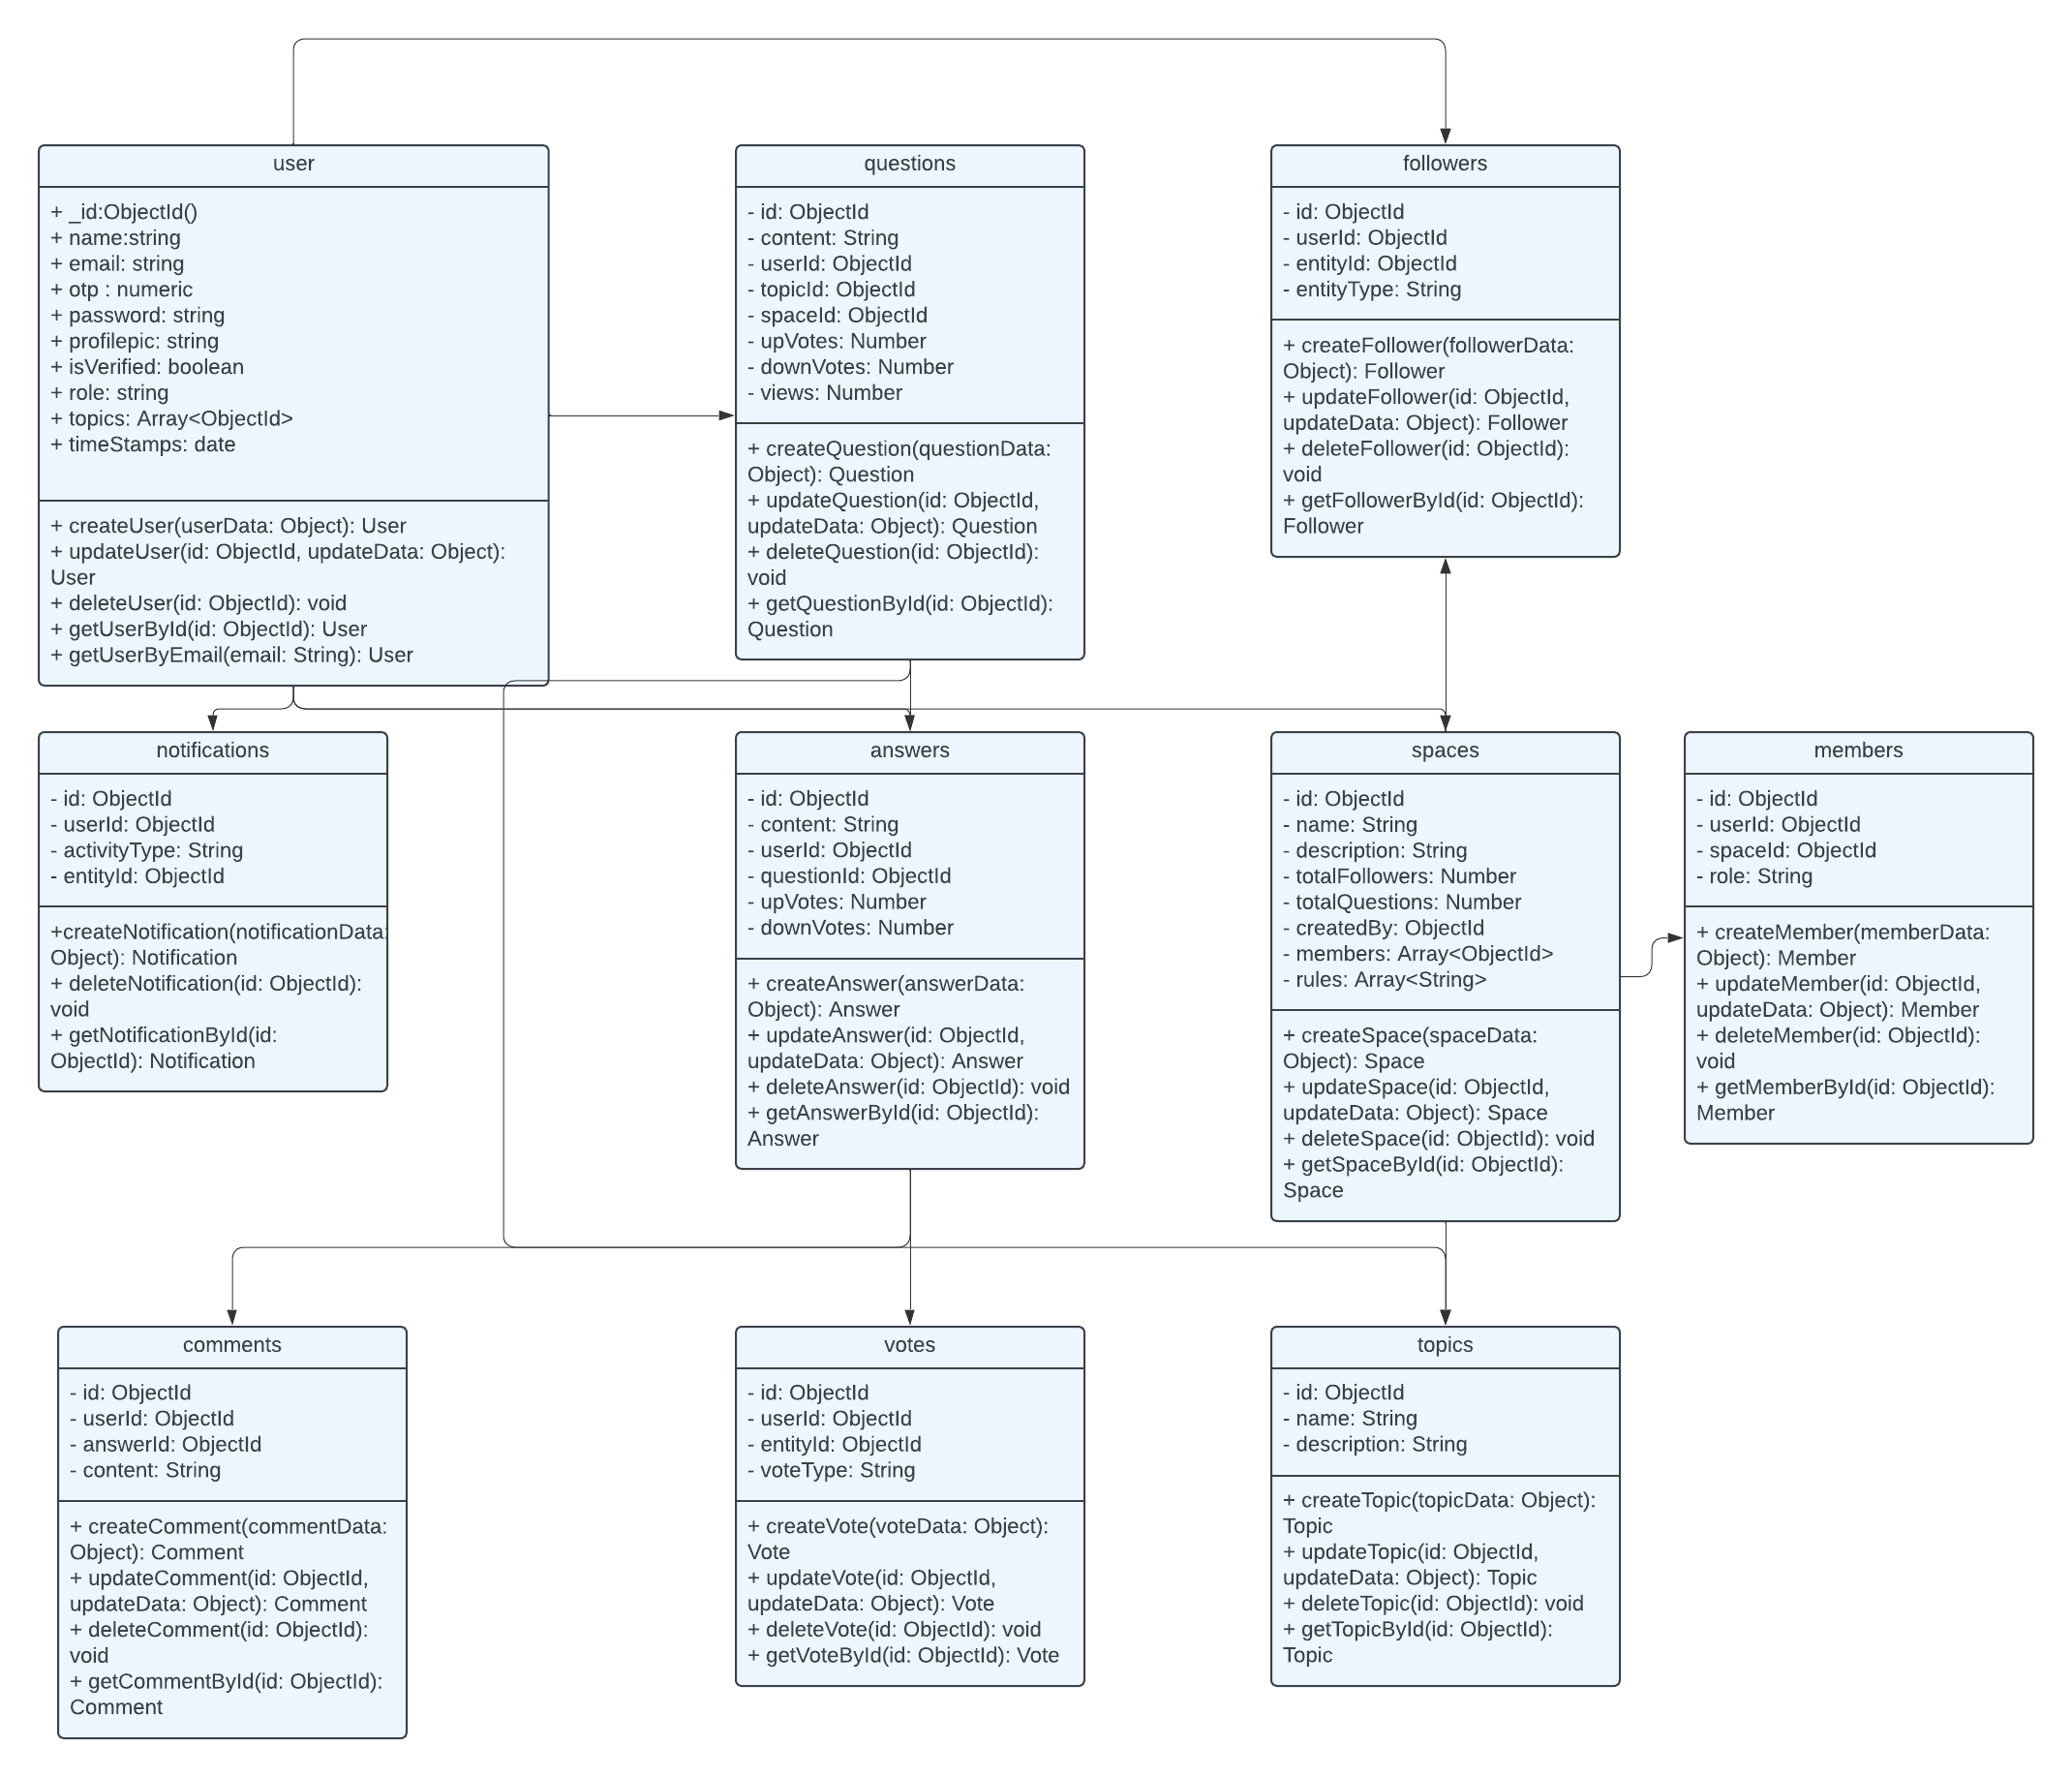 user
+ _id:ObjectId()
+ name:string
+ email: string
+ otp : numeric
+ password: string
+ profilepic: string
+ isVerified: boolean
+ role: string
+ topics: Array<ObjectId>
+ timeStamps: date
+ createUser(userData: Object): User
+ updateUser(id: ObjectId, updateData: Object):
User
+ deleteUser(id: ObjectId): void
+ getUserById(id: ObjectId): User
+ getUserByEmail(email: String): User
questions
- id: ObjectId
- content: String
- userId: ObjectId
- topicId: ObjectId
- spaceId: ObjectId
- upVotes: Number
- downVotes: Number
- views: Number
+ createQuestion(questionData:
Object): Question
+ updateQuestion(id: ObjectId,
updateData: Object): Question
+ deleteQuestion(id: ObjectId):
void
+ getQuestionById(id: ObjectId):
Question
followers
- id: ObjectId
- userId: ObjectId
- entityId: ObjectId
- entityType: String
+ createFollower(followerData:
Object): Follower
+ updateFollower(id: ObjectId,
updateData: Object): Follower
+ deleteFollower(id: ObjectId):
void
+ getFollowerById(id: ObjectId):
Follower
notifications
- id: ObjectId
- userId: ObjectId
- activityType: String
- entityId: ObjectId
+createNotification(notificationData:
Object): Notification
+ deleteNotification(id: ObjectId):
void
+ getNotificationById(id:
ObjectId): Notification
answers
- id: ObjectId
- content: String
- userId: ObjectId
- questionId: ObjectId
- upVotes: Number
- downVotes: Number
+ createAnswer(answerData:
Object): Answer
+ updateAnswer(id: ObjectId,
updateData: Object): Answer
+ deleteAnswer(id: ObjectId): void
+ getAnswerById(id: ObjectId):
Answer
spaces
- id: ObjectId
- name: String
- description: String
- totalFollowers: Number
- totalQuestions: Number
- createdBy: ObjectId
- members: Array<ObjectId>
- rules: Array<String>
+ createSpace(spaceData:
Object): Space
+ updateSpace(id: ObjectId,
updateData: Object): Space
+ deleteSpace(id: ObjectId): void
+ getSpaceById(id: ObjectId):
Space
members
- id: ObjectId
- userId: ObjectId
- spaceId: ObjectId
- role: String
+ createMember(memberData:
Object): Member
+ updateMember(id: ObjectId,
updateData: Object): Member
+ deleteMember(id: ObjectId):
void
+ getMemberById(id: ObjectId):
Member
comments
- id: ObjectId
- userId: ObjectId
- answerId: ObjectId
- content: String
+ createComment(commentData:
Object): Comment
+ updateComment(id: ObjectId,
updateData: Object): Comment
+ deleteComment(id: ObjectId):
void
+ getCommentById(id: ObjectId):
Comment
votes
- id: ObjectId
- userId: ObjectId
- entityId: ObjectId
- voteType: String
+ createVote(voteData: Object):
Vote
+ updateVote(id: ObjectId,
updateData: Object): Vote
+ deleteVote(id: ObjectId): void
+ getVoteById(id: ObjectId): Vote
topics
- id: ObjectId
- name: String
- description: String
+ createTopic(topicData: Object):
Topic
+ updateTopic(id: ObjectId,
updateData: Object): Topic
+ deleteTopic(id: ObjectId): void
+ getTopicById(id: ObjectId):
Topic